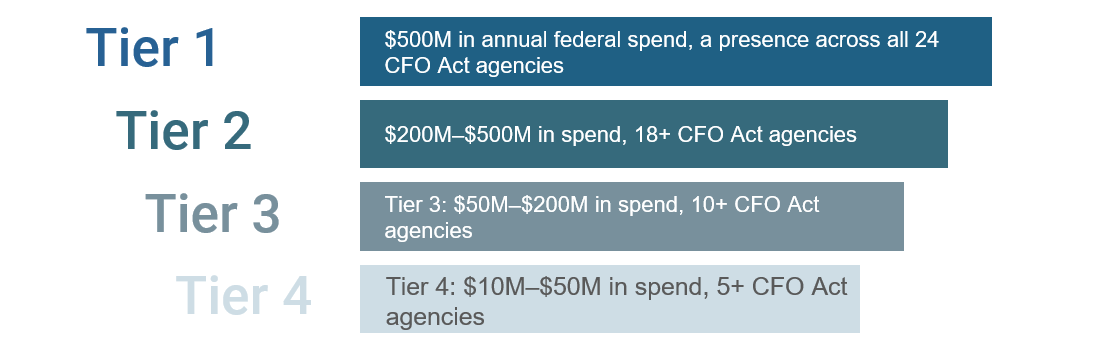 Tier 1
$500M in annual federal spend, a presence across all 24
CFO Act agencies
Tier 2
$200M–$500M in spend, 18+ CFO Act agencies
Tier 3
Tier 3: $50M–$200M in spend, 10+ CFO Act
agencies
Tier 4
Tier 4: $10M–$50M in spend, 5+ CFO Act
agencies